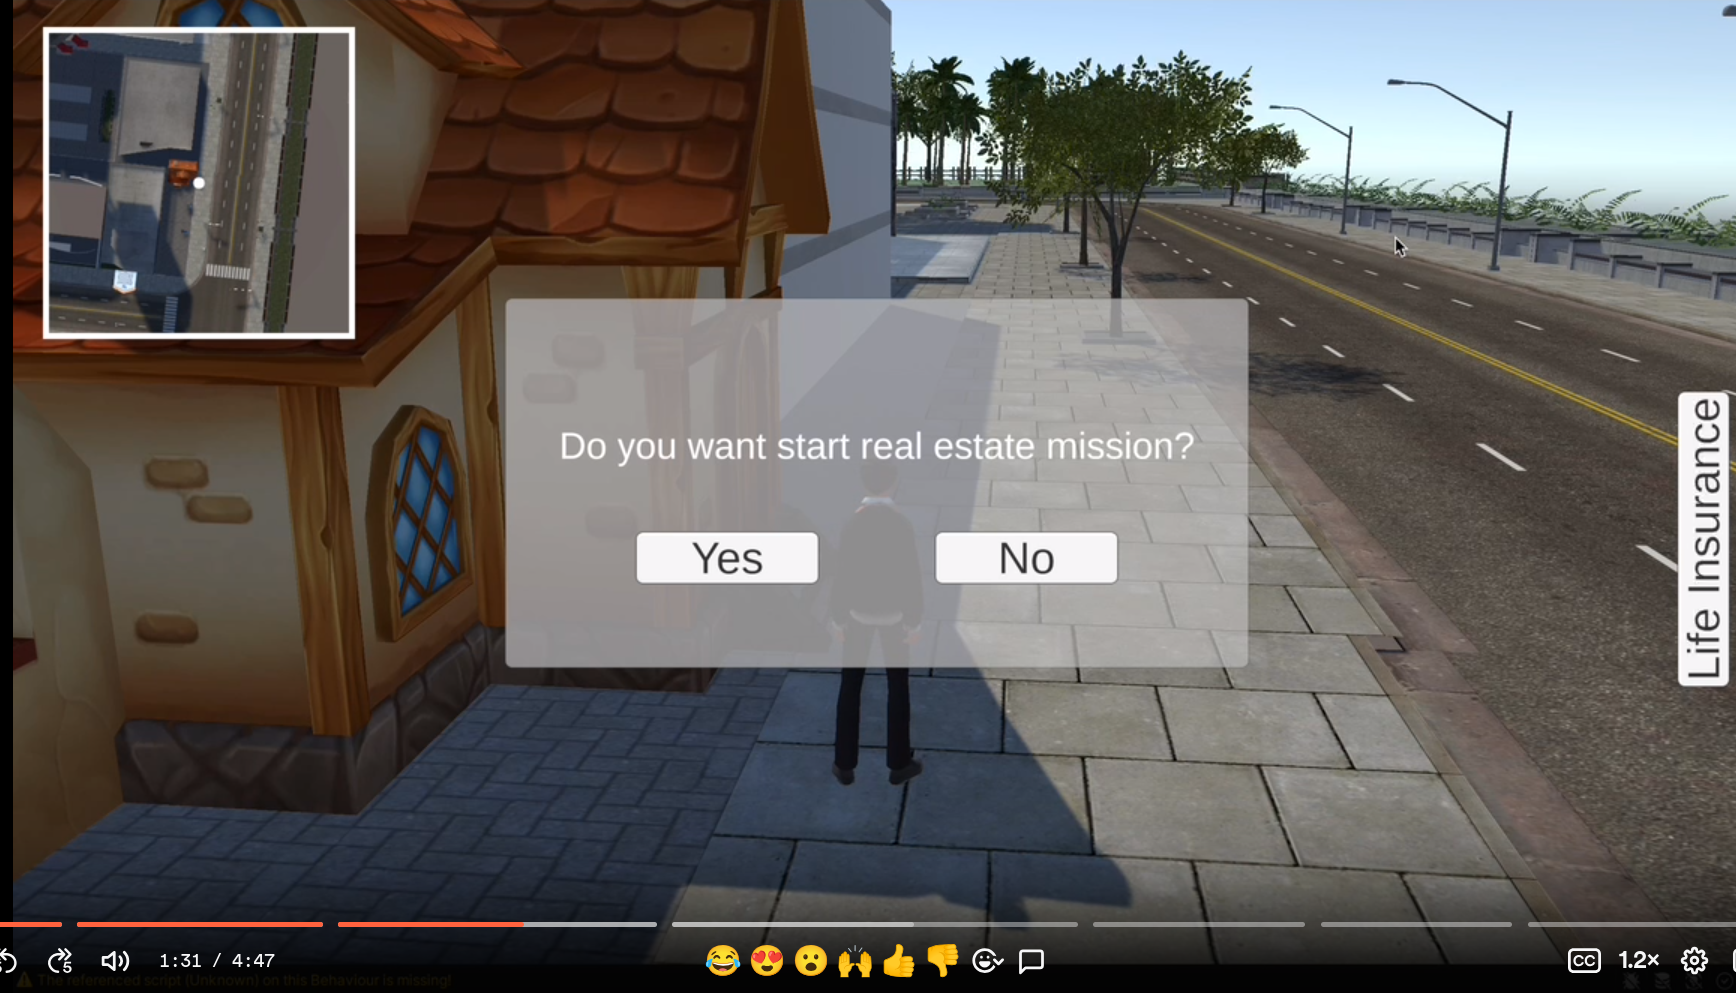 Do you want start real estate mission?
Yes
No
Life Insurance
5
1:31 / 4:47
CC
1.2×
The referenced script (Unknown) on this Behaviour is missing!